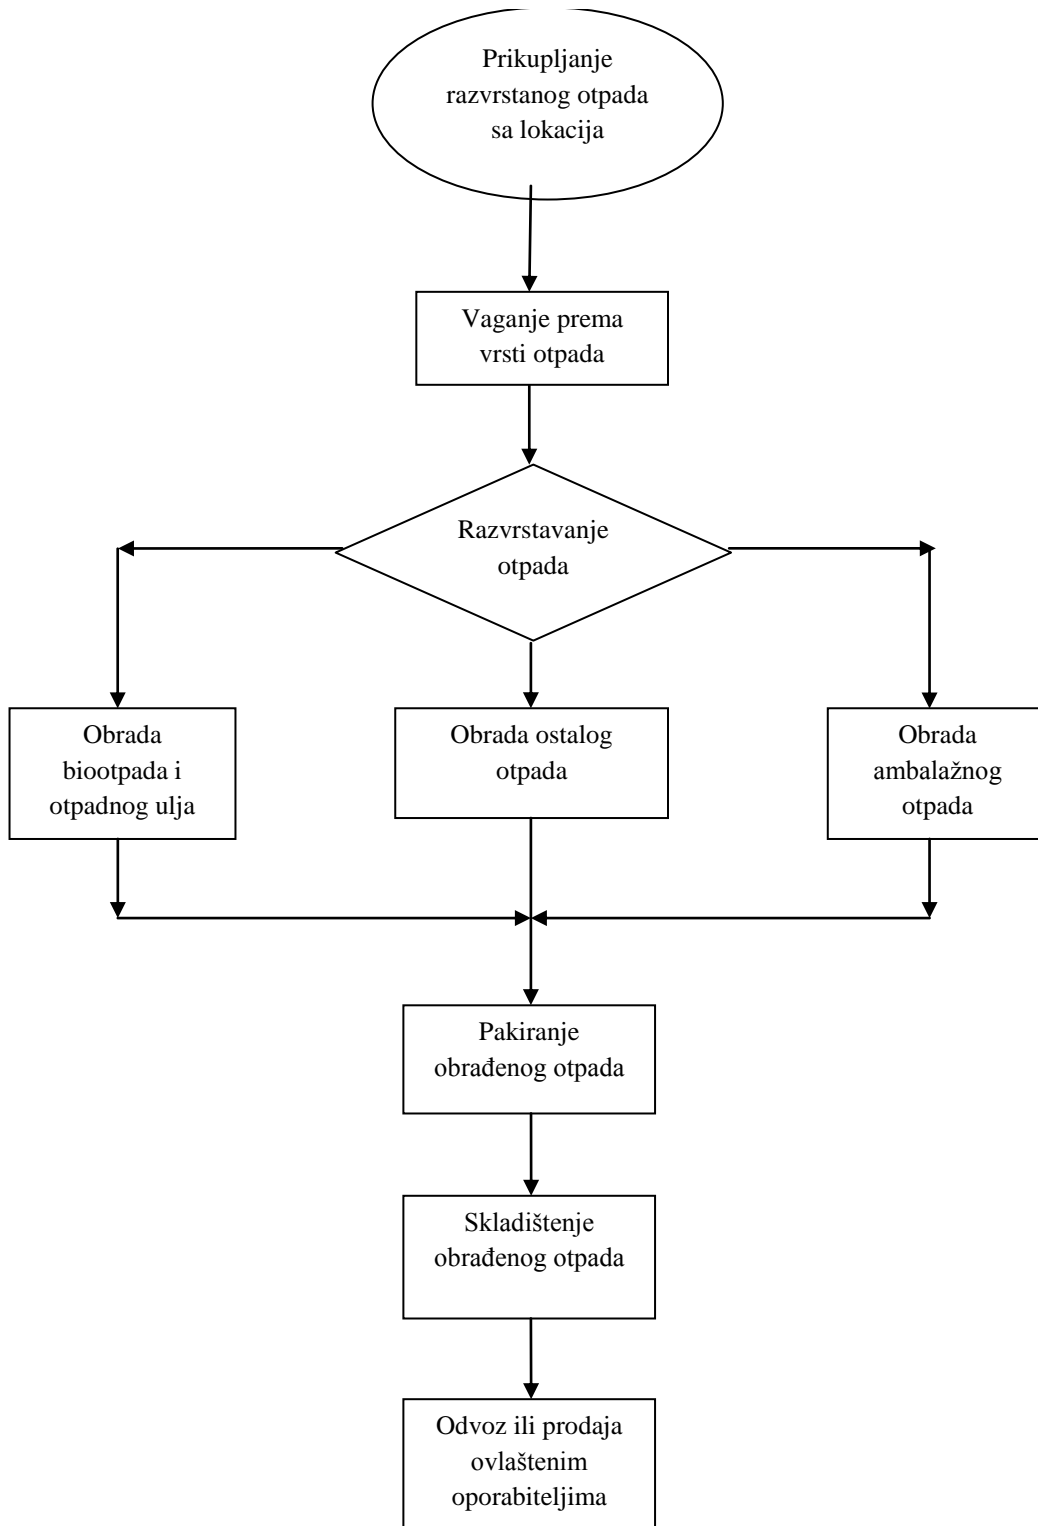 Prikupljanje
razvrstanog otpada
sa lokacija
Vaganje prema
vrsti otpada
Razvrstavanje
otpada
Obrada
biootpada i
otpadnog ulja
Obrada ostalog
otpada
Obrada
ambalažnog
otpada
Pakiranje
obrađenog otpada
Skladištenje
obrađenog otpada
Odvoz ili prodaja
ovlaštenim
oporabiteljima